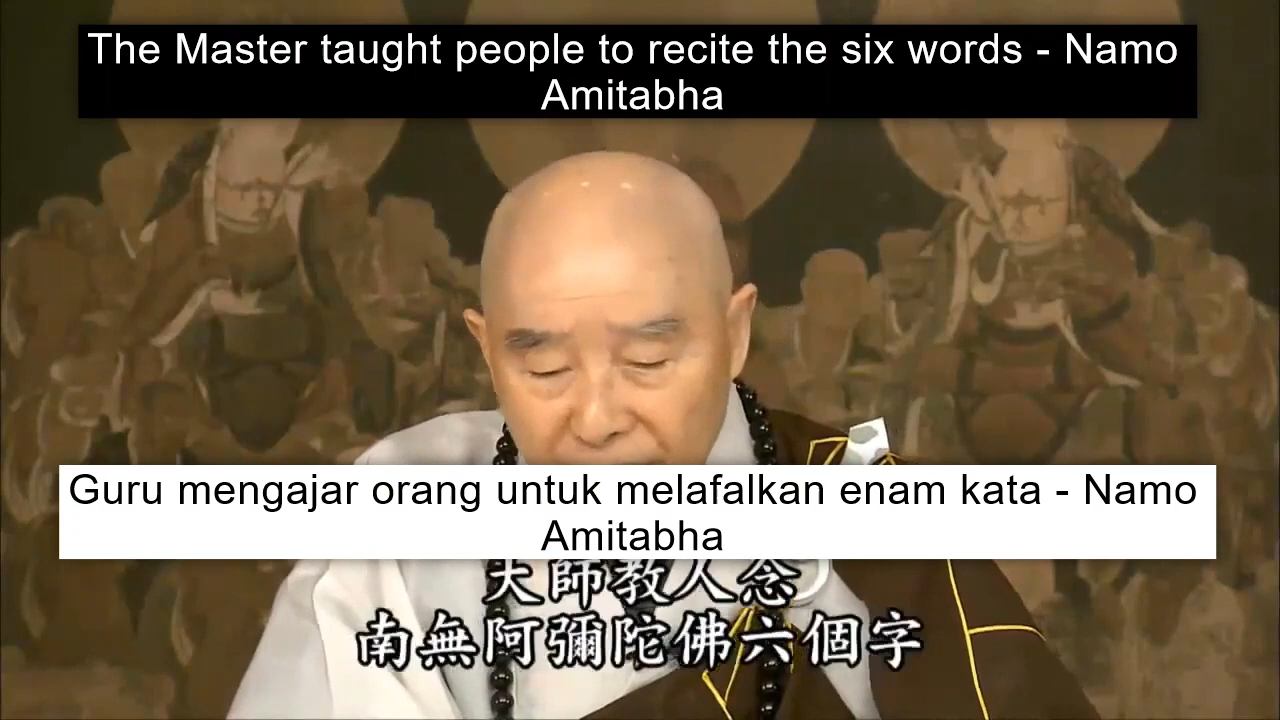 The Master taught people to recite the six words - Namo
Amitabha
Guru mengajar orang untuk melafalkan enam kata - Namo
Amitabha
大師教人念
南無阿彌陀佛六個字